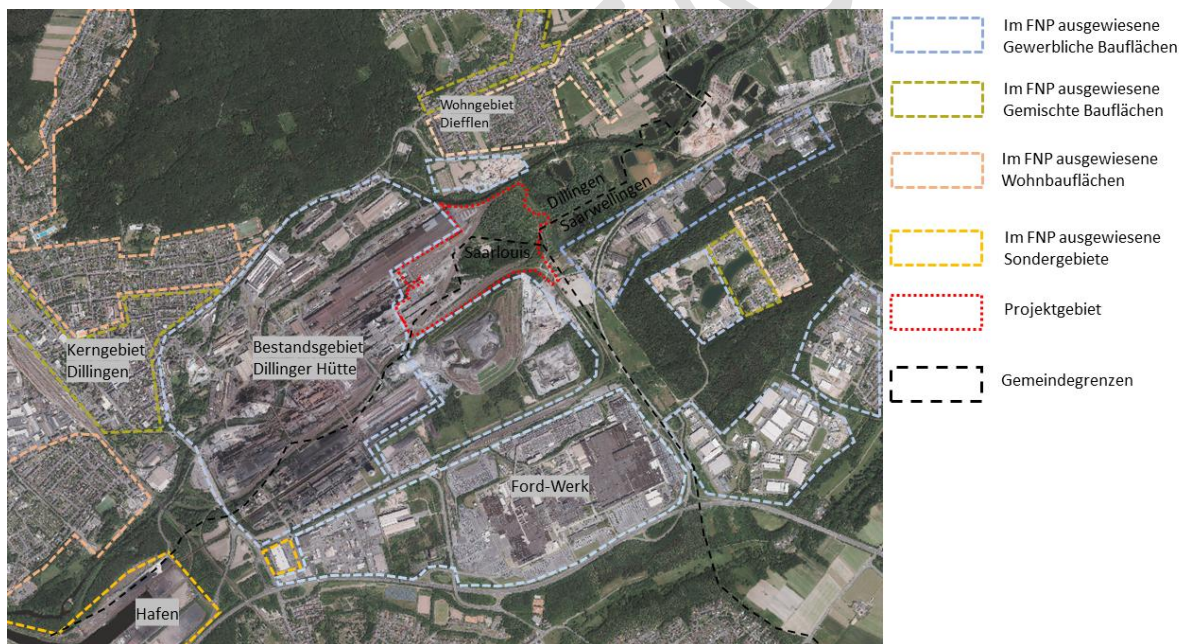 Wohngebiet
Diefflen
Dillingen
Saarwellingen
Saarlouis
Kerngebiet
Dillingen
Bestandsgebiet
Dillinger Hütte
Ford-Werk
Hafen
Im FNP ausgewiesene
Gewerbliche Bauflächen
Im FNP ausgewiesene
Gemischte Bauflächen
Im FNP ausgewiesene
Wohnbauflächen
Im FNP ausgewiesene
Sondergebiete
Projektgebiet
Gemeindegrenzen